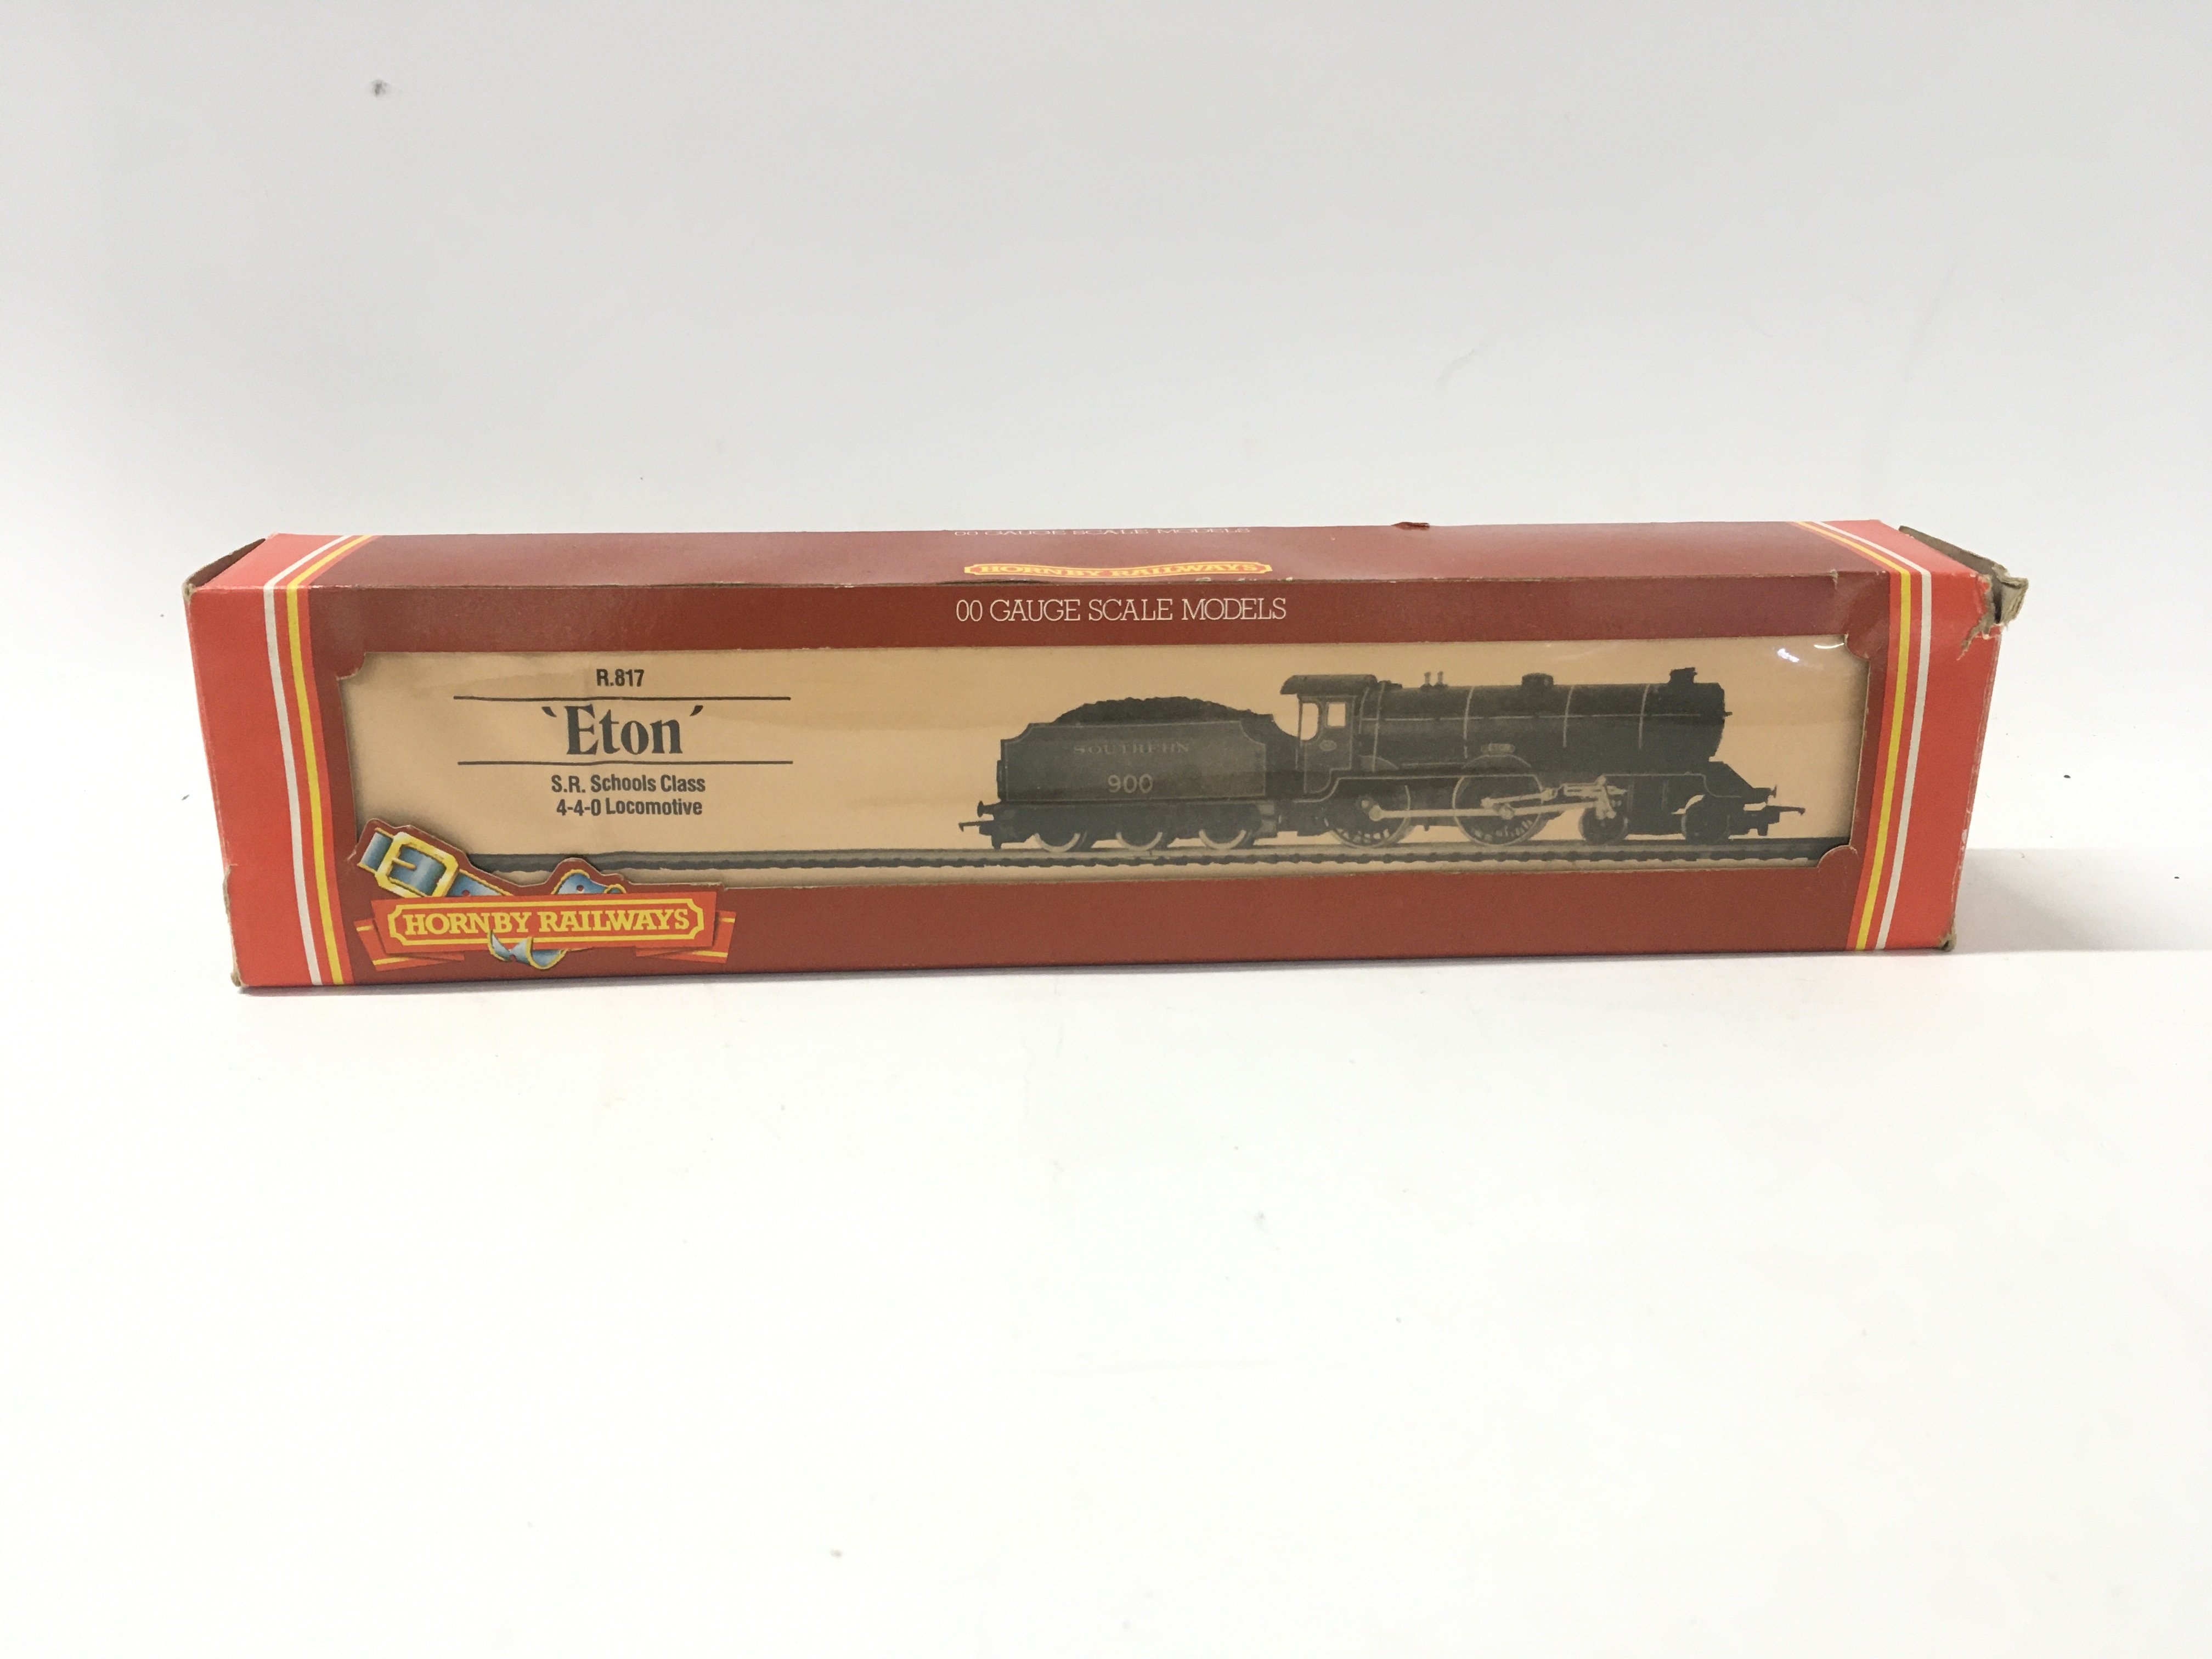 00 GAUGE SCALE MODELS
HORNBY RAILWAYS
00 GAUGE SCALE MODELS
R.817
‵Eton′
S.R. Schools Class
4-4-0 Locomotive
SOUTHERN
900
HORNBY RAILWAYS